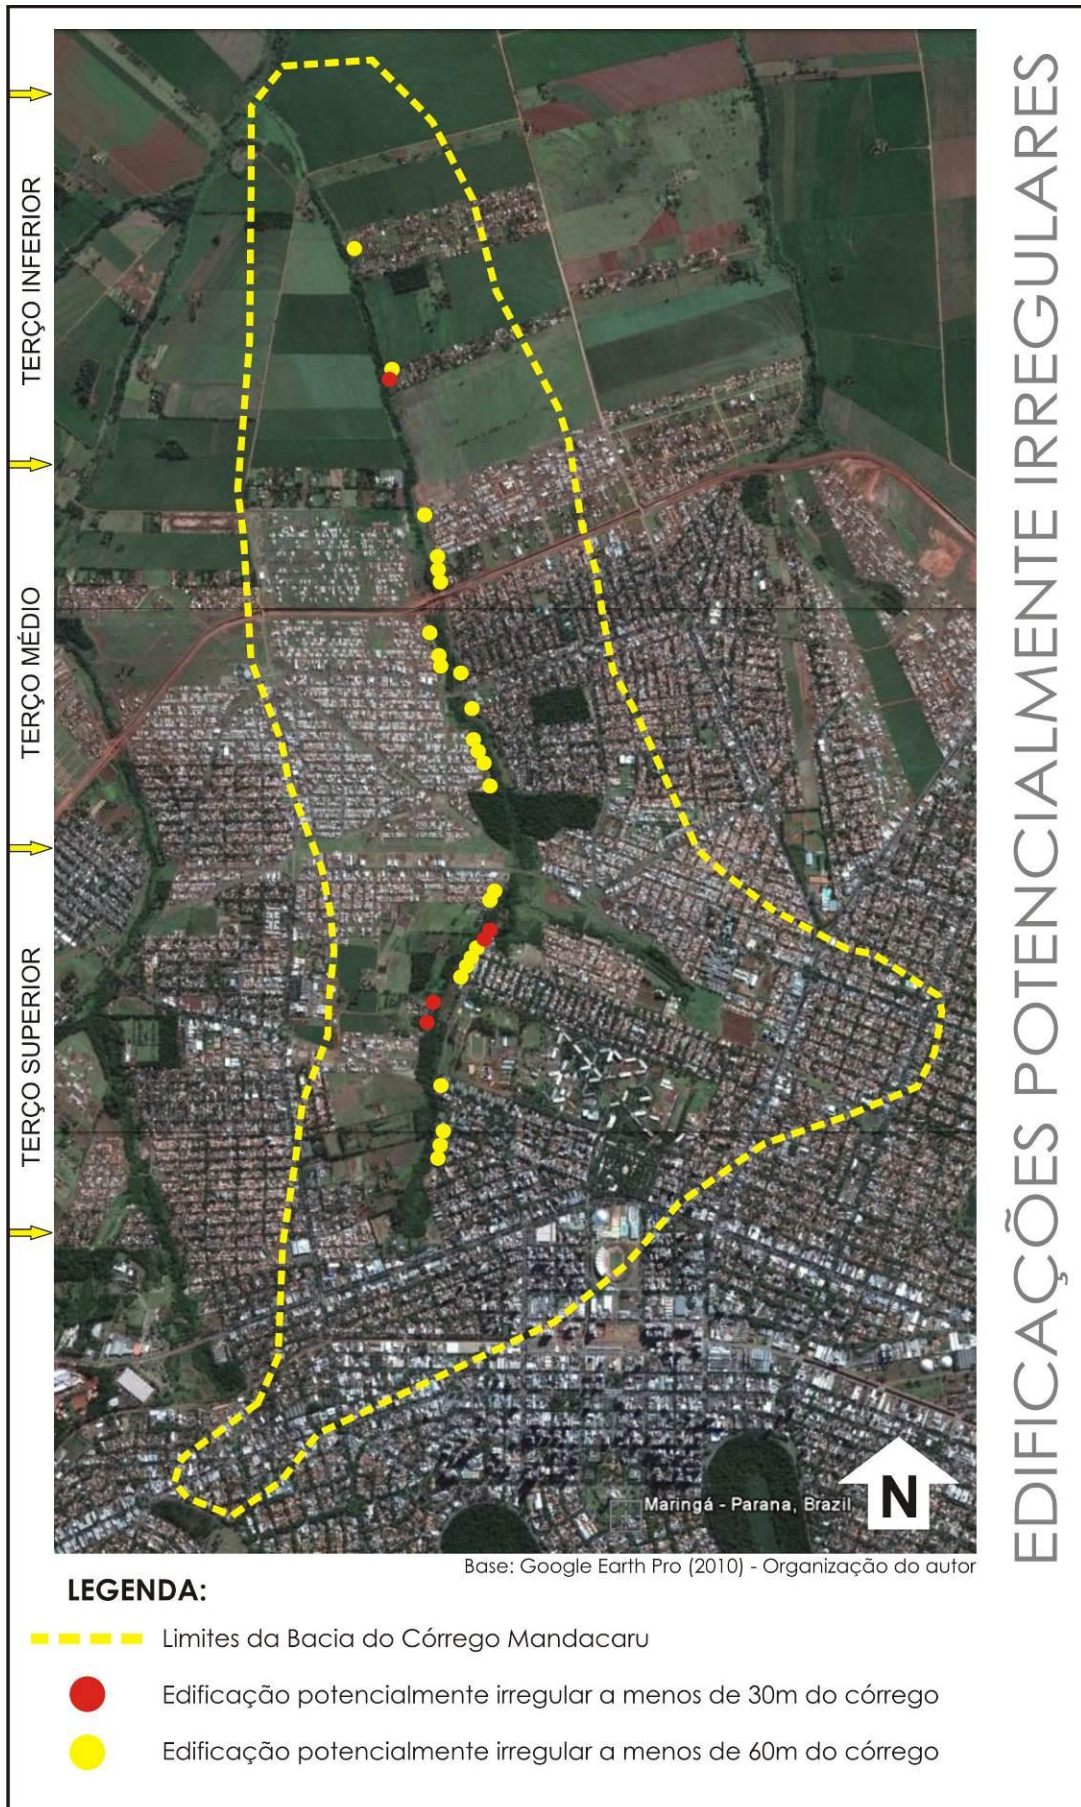 EDIFICAÇÕES POTENCIALMENTE IRREGULARES
TERÇO INFERIOR
TERÇO MÉDIO
TERÇO SUPERIOR
Maringá - Parana, Brazil
N
Base: Google Earth Pro (2010) - Organização do autor
LEGENDA:
Limites da Bacia do Córrego Mandacaru
Edificação potencialmente irregular a menos de 30m do córrego
Edificação potencialmente irregular a menos de 60m do córrego